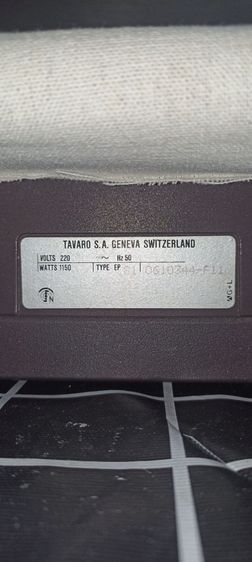 TAVARO S.A. GENEVA SWITZERLAND
VOLTS 220 ~ Hz 50
WATTS 1150 TYPE EP
N